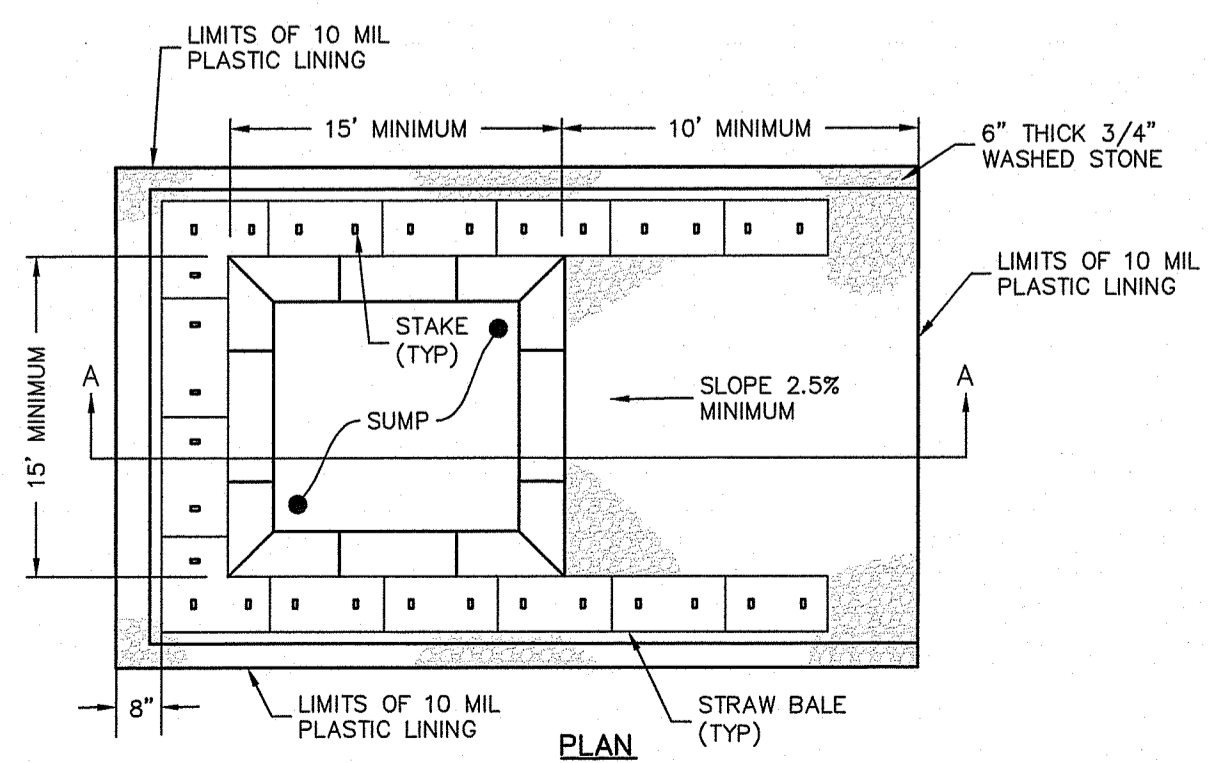 LIMITS OF 10 MIL
PLASTIC LINING
15' MINIMUM
10' MINIMUM
6" THICK 3/4"
WASHED STONE
LIMITS OF 10 MIL
PLASTIC LINING
STAKE
(TYP)
15' MINIMUM
A
A
SLOPE 2.5%
MINIMUM
SUMP
8"
LIMITS OF 10 MIL
PLASTIC LINING
STRAW BALE
(TYP)
PLAN